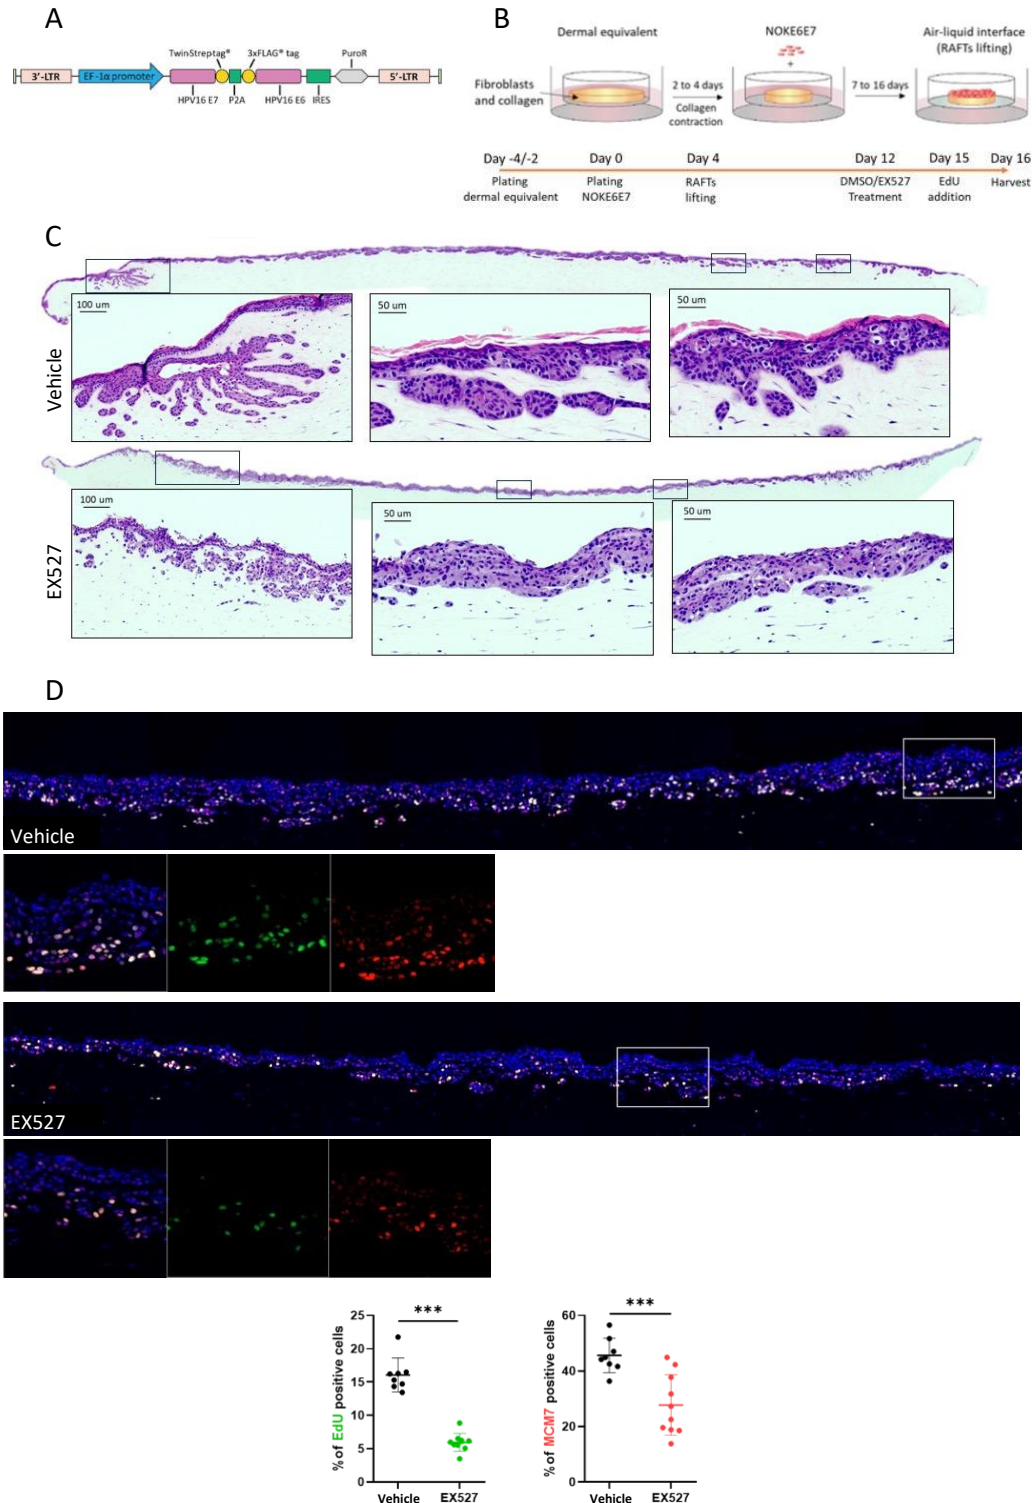 A
TwinStreptag® 3xFLAG® tag PuroR
3'-LTR EF-1α promoter 5'-LTR
HPV16 E7 P2A HPV16 E6 IRES
B
Dermal equivalent
NOKE6E7
+
Air-liquid interface
(RAFTs lifting)
Fibroblasts
and collagen
2 to 4 days
Collagen
contraction
7 to 16 days
Day -4/-2 Day 0 Day 4 Day 12 Day 15 Day 16
Plating
dermal equivalent
Plating
NOKE6E7
RAFTs
lifting
DMSO/EX527
Treatment
EdU
addition
Harvest
C
Vehicle
100 um
50 um
50 um
EX527
100 um
50 um
50 um
D
Vehicle
EX527
% of EdU positive cells
25
20
15
10
5
0
***
Vehicle EX527
% of MCM7 positive cells
60
40
20
0
***
Vehicle EX527